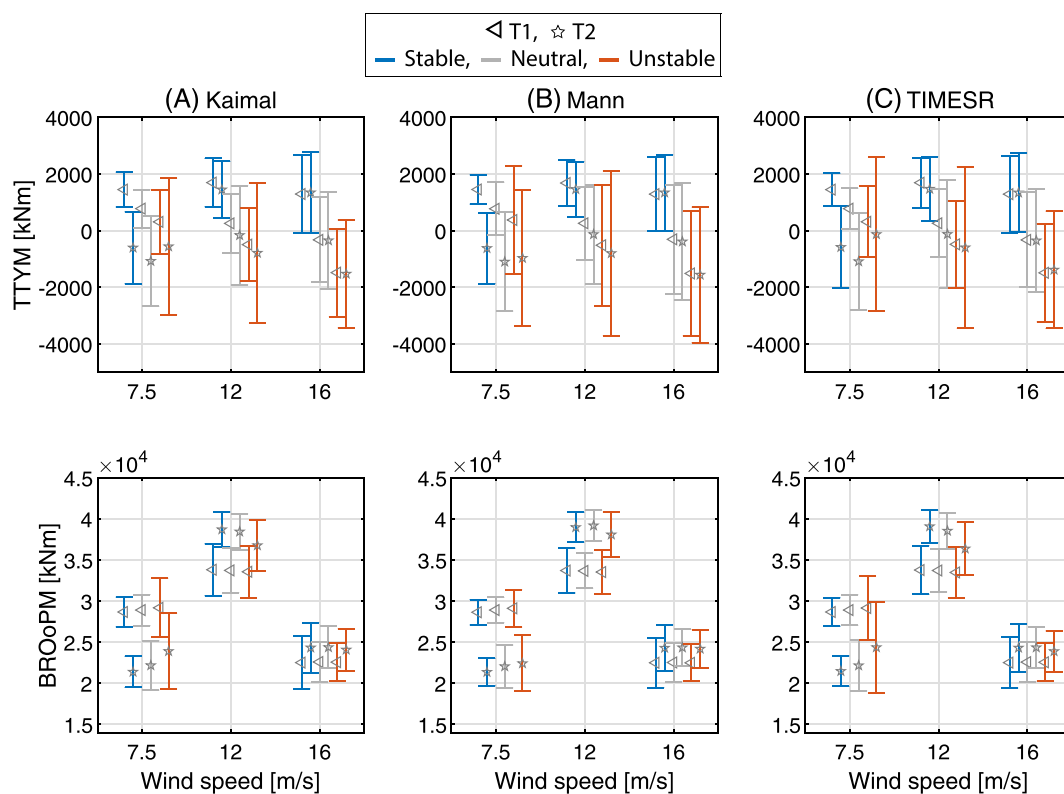 T1, T2
Stable, Neutral, Unstable
(A) Kaimal
(B) Mann
(C) TIMESR
TTYM [kNm]
4000
2000
0
-2000
-4000
7.5 12 16
4000
2000
0
-2000
-4000
7.5 12 16
4000
2000
0
-2000
-4000
7.5 12 16
BROoPM [kNm]
×10⁴
4.5
4
3.5
3
2.5
2
1.5
7.5 12 16
Wind speed [m/s]
×10⁴
4.5
4
3.5
3
2.5
2
1.5
7.5 12 16
Wind speed [m/s]
×10⁴
4.5
4
3.5
3
2.5
2
1.5
7.5 12 16
Wind speed [m/s]